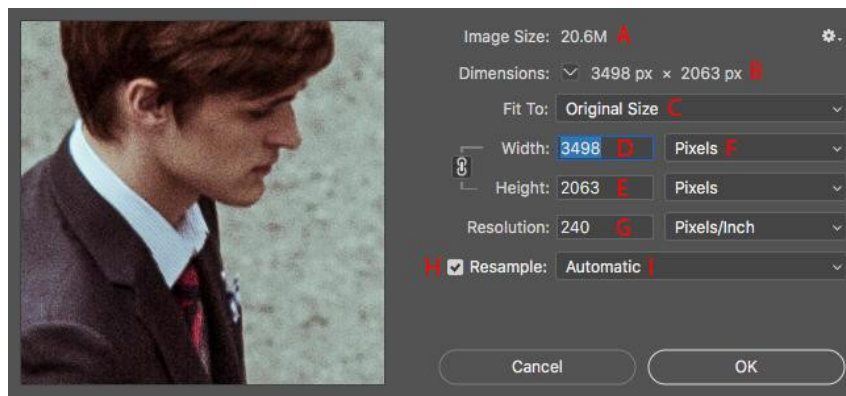 Image Size: 20.6M A
Dimensions: 3498 px × 2063 px B
Fit To: Original Size C
Width: 3498 D Pixels F
Height: 2063 E Pixels
Resolution: 240 G Pixels/Inch
H Resample: Automatic I
Cancel OK